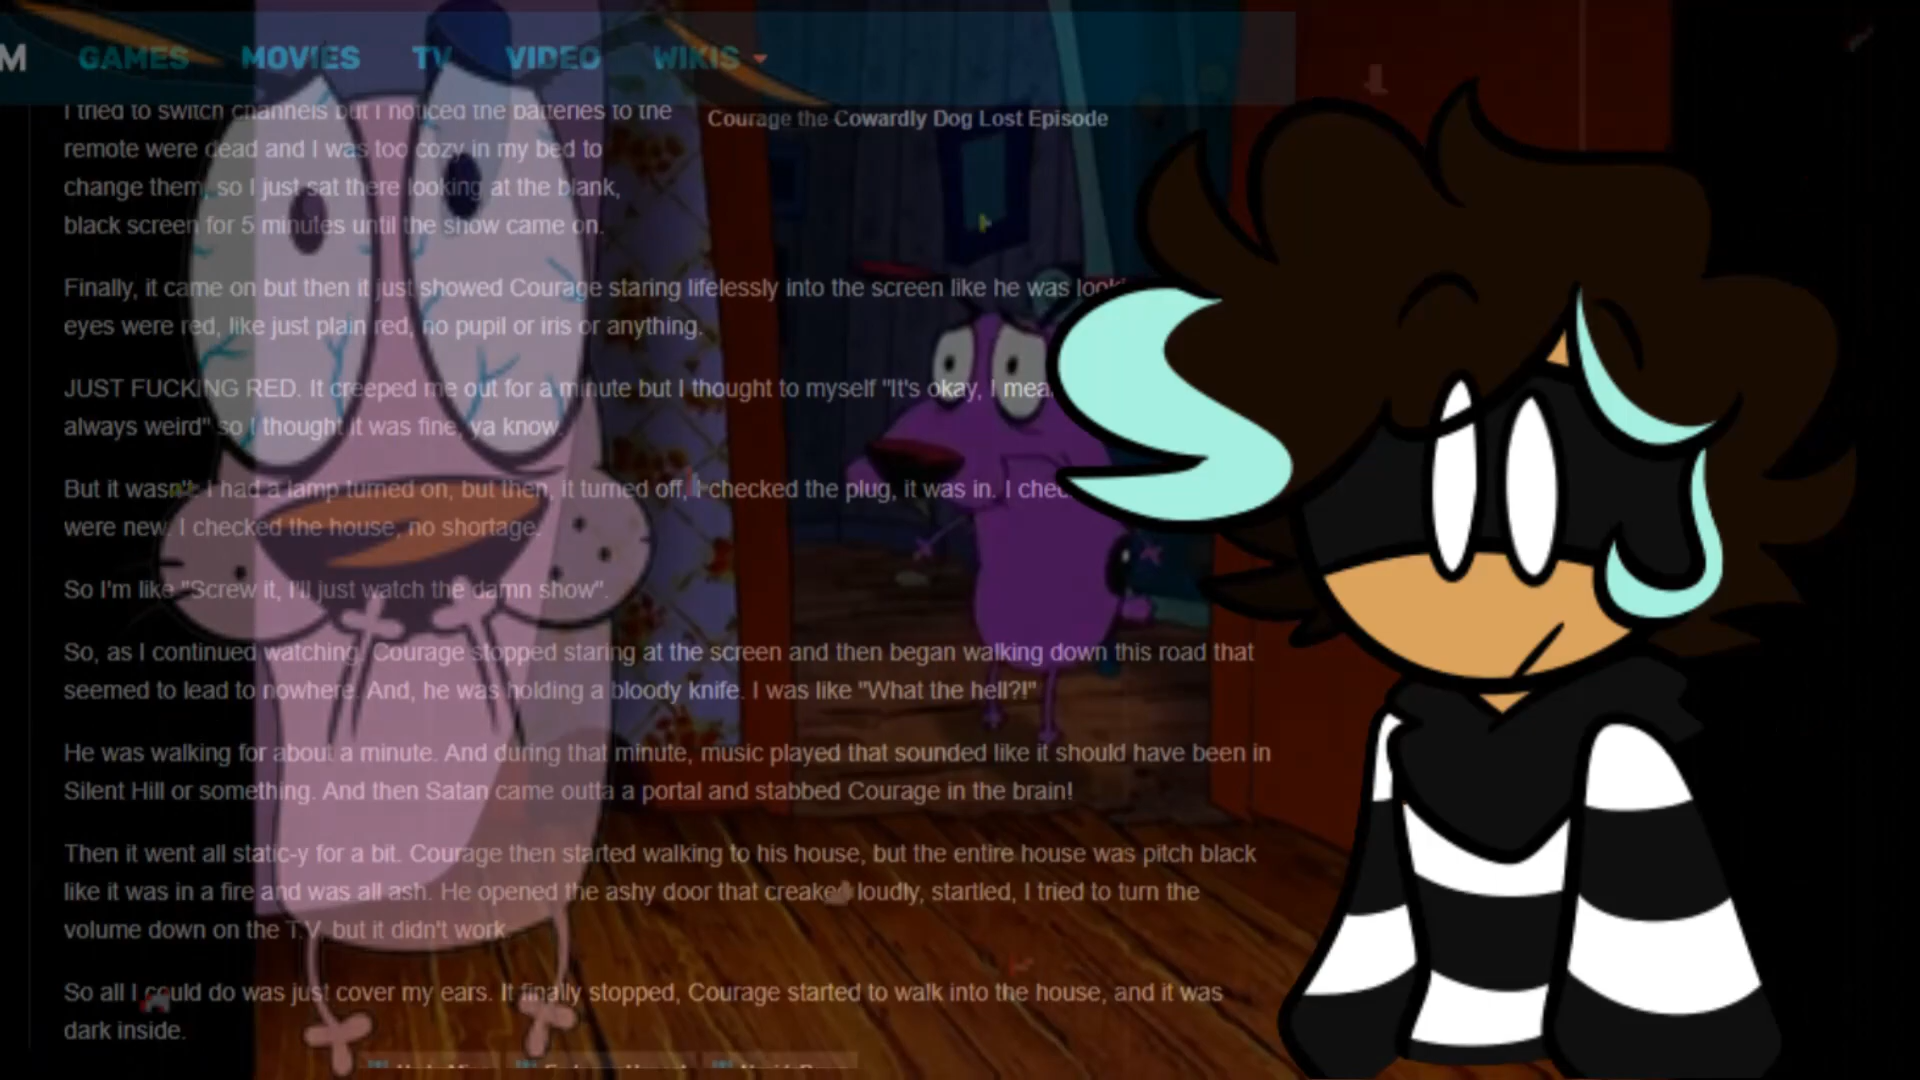 M GAMES MOVIES TV VIDEO WIKIS
I tried to switch channels but I noticed the batteries to the
Courage the Cowardly Dog Lost Episode
remote were dead and I was too cozy in my bed to
change them, so I just sat there looking at the blank,
black screen for 5 minutes until the show came on.
Finally, it came on but then it just showed Courage staring lifelessly into the screen like he was looki
eyes were red, like just plain red, no pupil or iris or anything.
JUST FUCKING RED. It creeped me out for a minute but I thought to myself "It's okay, I mea
always weird" so I thought it was fine, ya know.
But it wasn't. I had a lamp turned on, but then, it turned off, I checked the plug, it was in. I chec
were new. I checked the house, no shortage.
So I'm like "Screw it, I'll just watch the damn show".
So, as I continued watching, Courage stopped staring at the screen and then began walking down this road that
seemed to lead to nowhere. And, he was holding a bloody knife. I was like "What the hell?!"
He was walking for about a minute. And during that minute, music played that sounded like it should have been in
Silent Hill or something. And then Satan came outta a portal and stabbed Courage in the brain!
Then it went all static-y for a bit. Courage then started walking to his house, but the entire house was pitch black
like it was in a fire and was all ash. He opened the ashy door that creaked loudly, startled, I tried to turn the
volume down on the T.V, but it didn't work.
So all I could do was just cover my ears. It finally stopped, Courage started to walk into the house, and it was
dark inside.